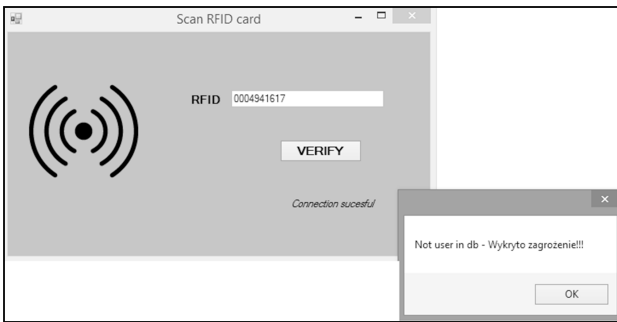 Scan RFID card
RFID 0004941617
VERIFY
Connection sucesful
Not user in db - Wykryto zagrożenie!!!
OK